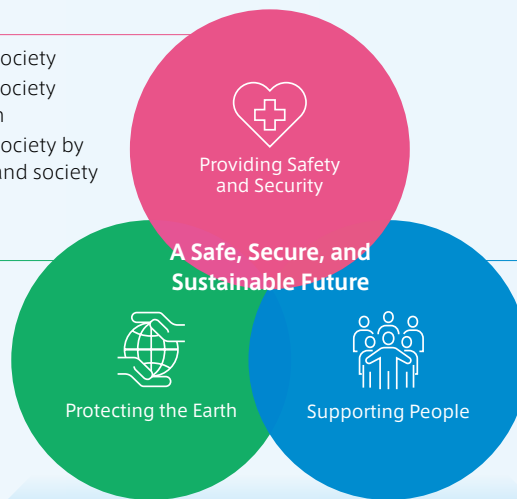 ociety
ociety
n
ociety by
and society
Providing Safety
and Security
A Safe, Secure, and
Sustainable Future
Protecting the Earth
Supporting People